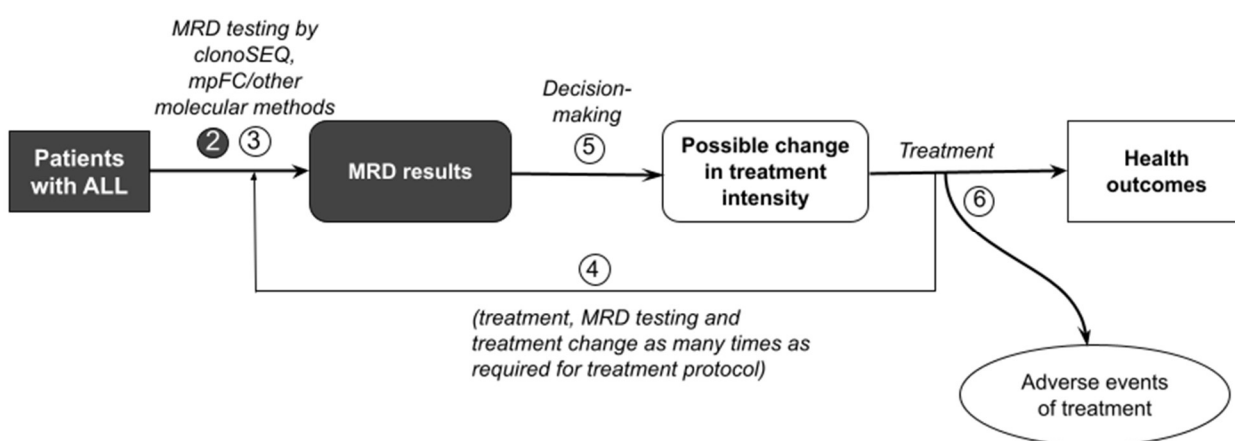 MRD testing by
clonoSEQ,
mpFC/other
molecular methods
2 3
Patients
with ALL
MRD results
Decision-
making
5
Possible change
in treatment
intensity
Treatment
6
Health
outcomes
4
(treatment, MRD testing and
treatment change as many times as
required for treatment protocol)
Adverse events
of treatment